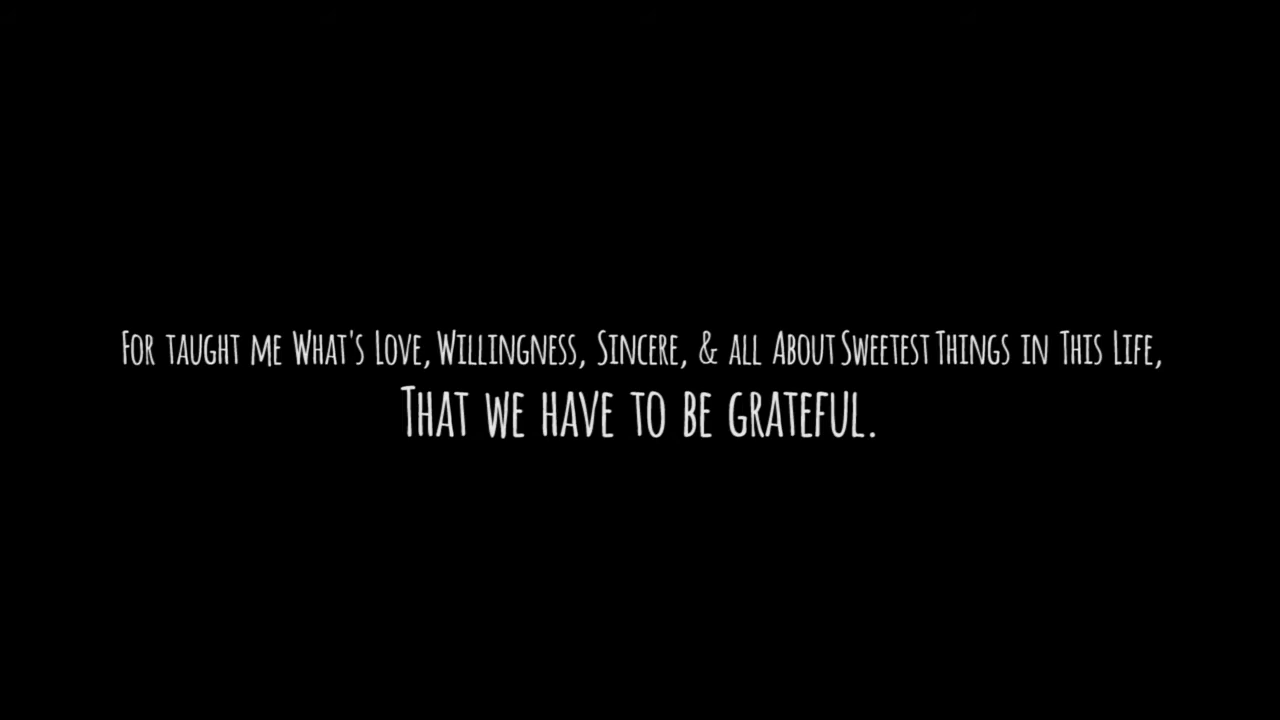 For taught me What's Love, Willingness, Sincere, & all About Sweetest Things in This Life,
That we have to be grateful.